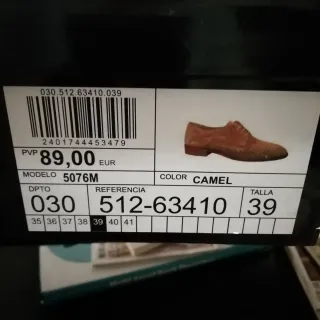 030.512.63410.039
2401744453479
PVP 89,00 EUR
MODELO 5076M
COLOR CAMEL
DPTO REFERENCIA TALLA
030 512-63410 39
35 36 37 38 39 40 41